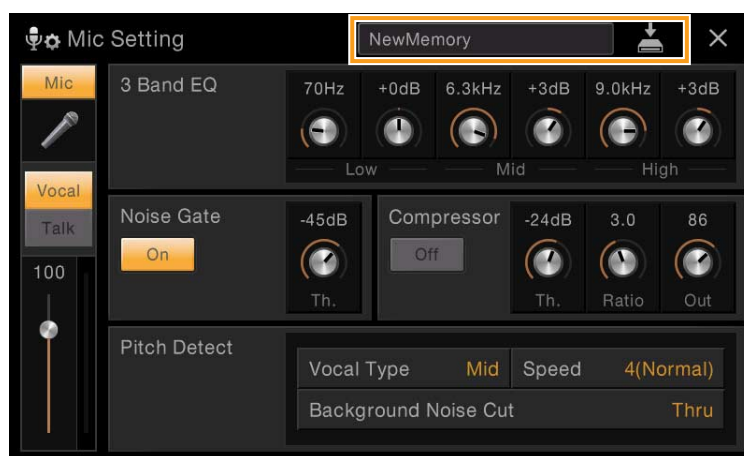 Mic Setting NewMemory
Mic
3 Band EQ
70Hz +0dB 6.3kHz +3dB 9.0kHz +3dB
Low Mid High
Vocal
Talk
Noise Gate
On
-45dB
Th.
Compressor
Off
-24dB 3.0 86
Th. Ratio Out
100
Pitch Detect
Vocal Type Mid Speed 4(Normal)
Background Noise Cut Thru